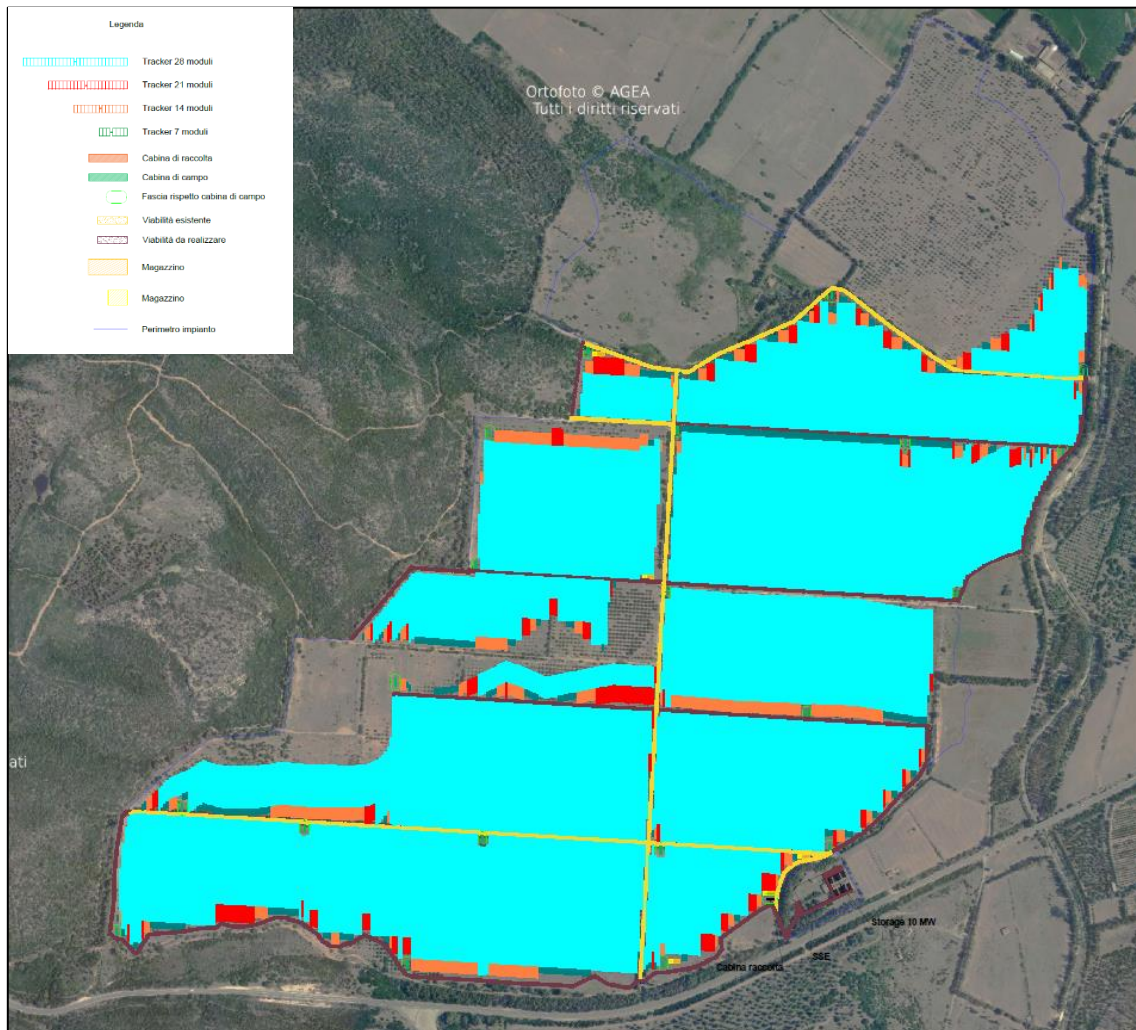 Legenda
Tracker 28 moduli
Tracker 21 moduli
Tracker 14 moduli
Tracker 7 moduli
Cabina di raccolta
Cabina di campo
Fascia rispetto cabina di campo
Viabilità esistente
Viabilità da realizzare
Magazzino
Magazzino
Perimetro impianto
Ortofoto © AGEA
Tutti i diritti riservati
ati
Storage 10 MW
SSE
Cabina raccolta